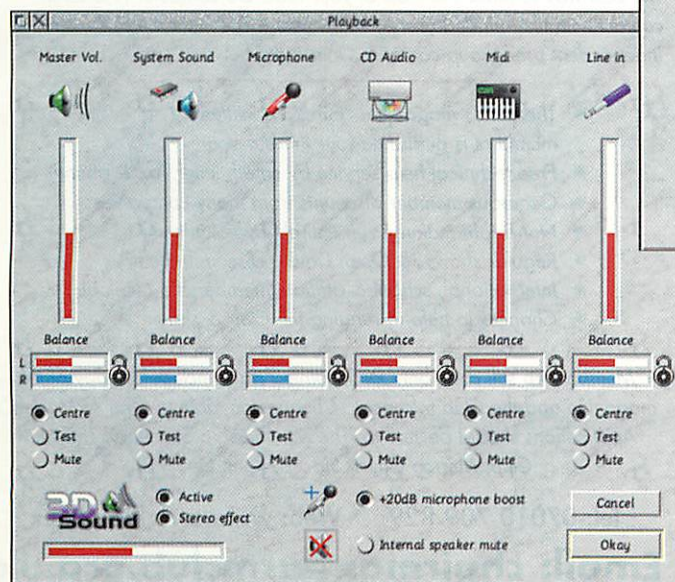 Playback
Master Vol. System Sound Microphone CD Audio Midi Line in
Balance Balance Balance Balance Balance Balance
L
R
Centre Centre Centre Centre Centre Centre
Test Test Test Test Test Test
Mute Mute Mute Mute Mute Mute
3D Sound
Active
Stereo effect
+20dB microphone boost
Internal speaker mute
Cancel
Okay